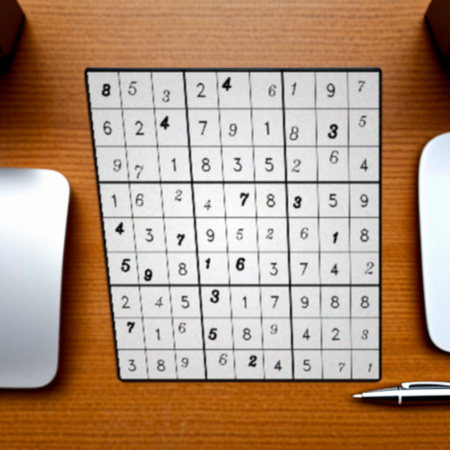 8 5 3 2 4 6 1 9 7
6 2 4 7 9 1 8 3 5
9 7 1 8 3 5 2 6 4
1 6 2 4 7 8 3 5 9
4 3 7 9 5 2 6 1 8
5 9 8 1 6 3 7 4 2
2 4 5 3 1 7 9 8 8
7 1 6 5 8 9 4 2 3
3 8 9 6 2 4 5 7 1